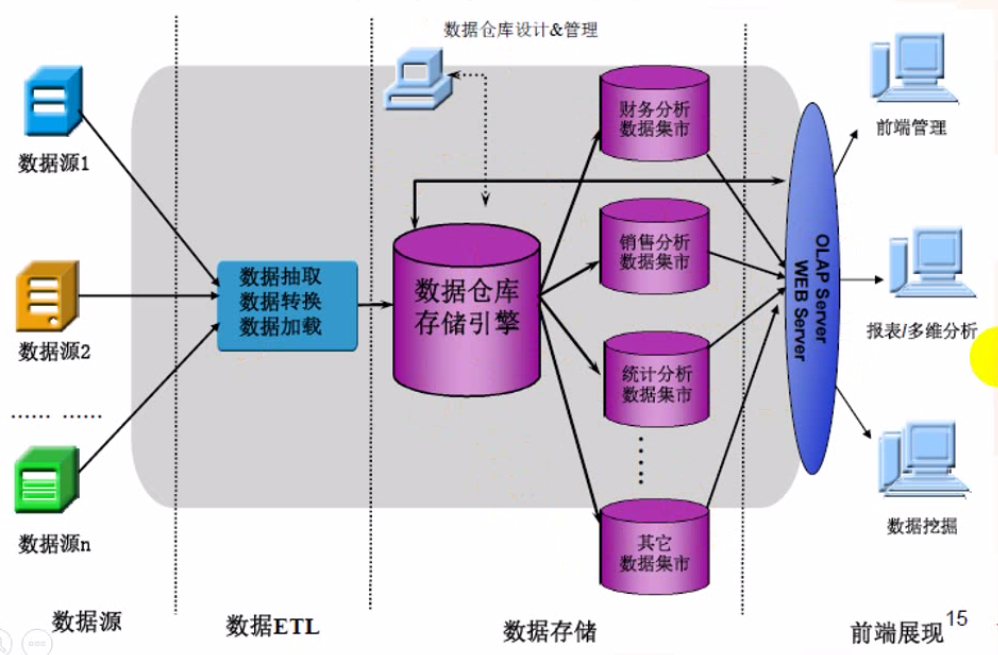 数据仓库设计&管理
数据源1
数据源2
…… ……
数据源n
数据抽取
数据转换
数据加载
数据仓库
存储引擎
财务分析
数据集市
销售分析
数据集市
统计分析
数据集市
其它
数据集市
OLAP Server
WEB Server
前端管理
报表/多维分析
数据挖掘
数据源
数据ETL
数据存储
前端展现
15